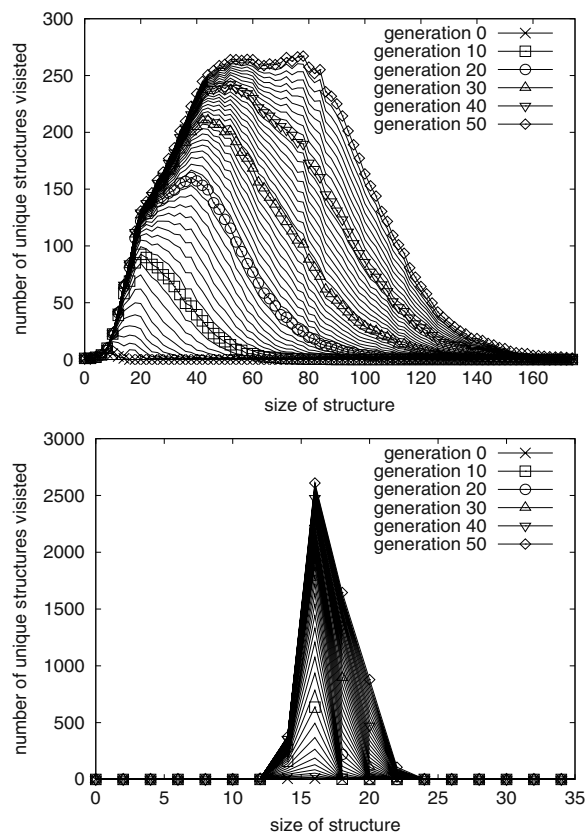 300
250
200
150
100
50
0
number of unique structures visisted
generation 0
generation 10
generation 20
generation 30
generation 40
generation 50
0 20 40 60 80 100 120 140 160
size of structure
3000
2500
2000
1500
1000
500
0
number of unique structures visisted
generation 0
generation 10
generation 20
generation 30
generation 40
generation 50
0 5 10 15 20 25 30 35
size of structure